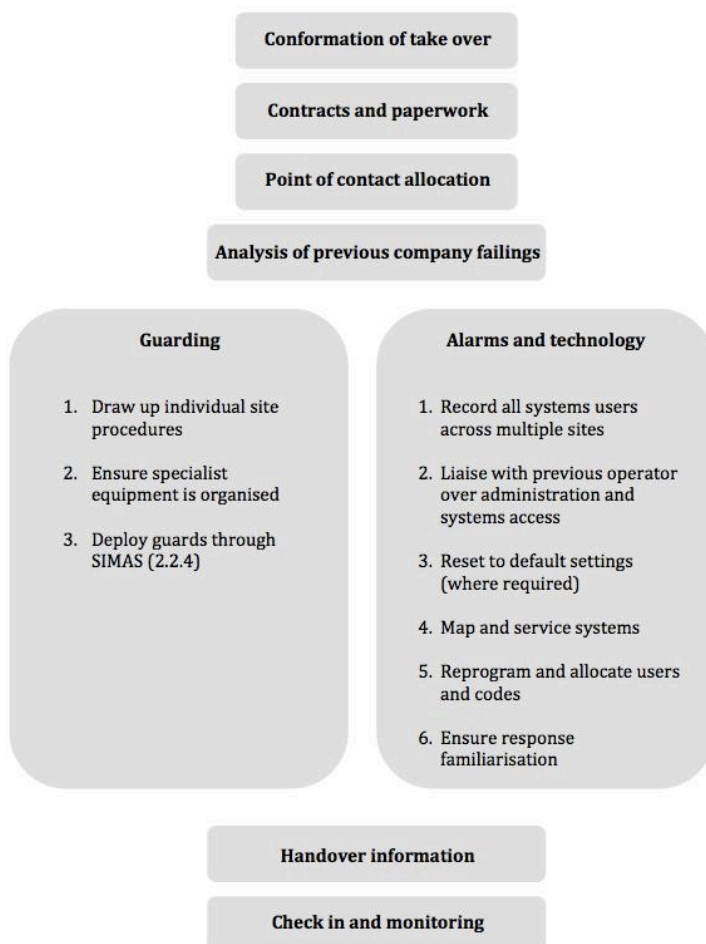 Conformation of take over
Contracts and paperwork
Point of contact allocation
Analysis of previous company failings
Guarding
1. Draw up individual site
procedures
2. Ensure specialist
equipment is organised
3. Deploy guards through
SIMAS (2.2.4)
Alarms and technology
1. Record all systems users
across multiple sites
2. Liaise with previous operator
over administration and
systems access
3. Reset to default settings
(where required)
4. Map and service systems
5. Reprogram and allocate users
and codes
6. Ensure response
familiarisation
Handover information
Check in and monitoring